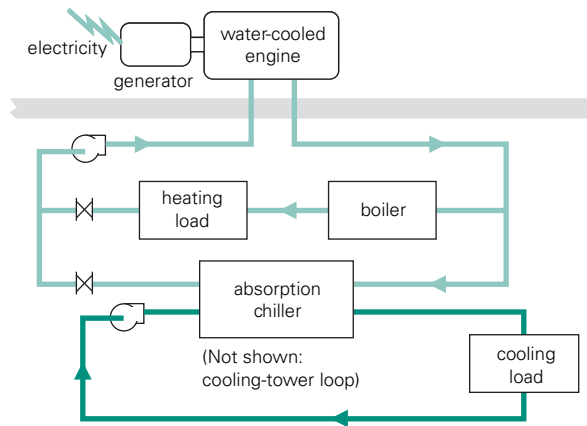 electricity
generator
water-cooled
engine
heating
load
boiler
absorption
chiller
(Not shown:
cooling-tower loop)
cooling
load